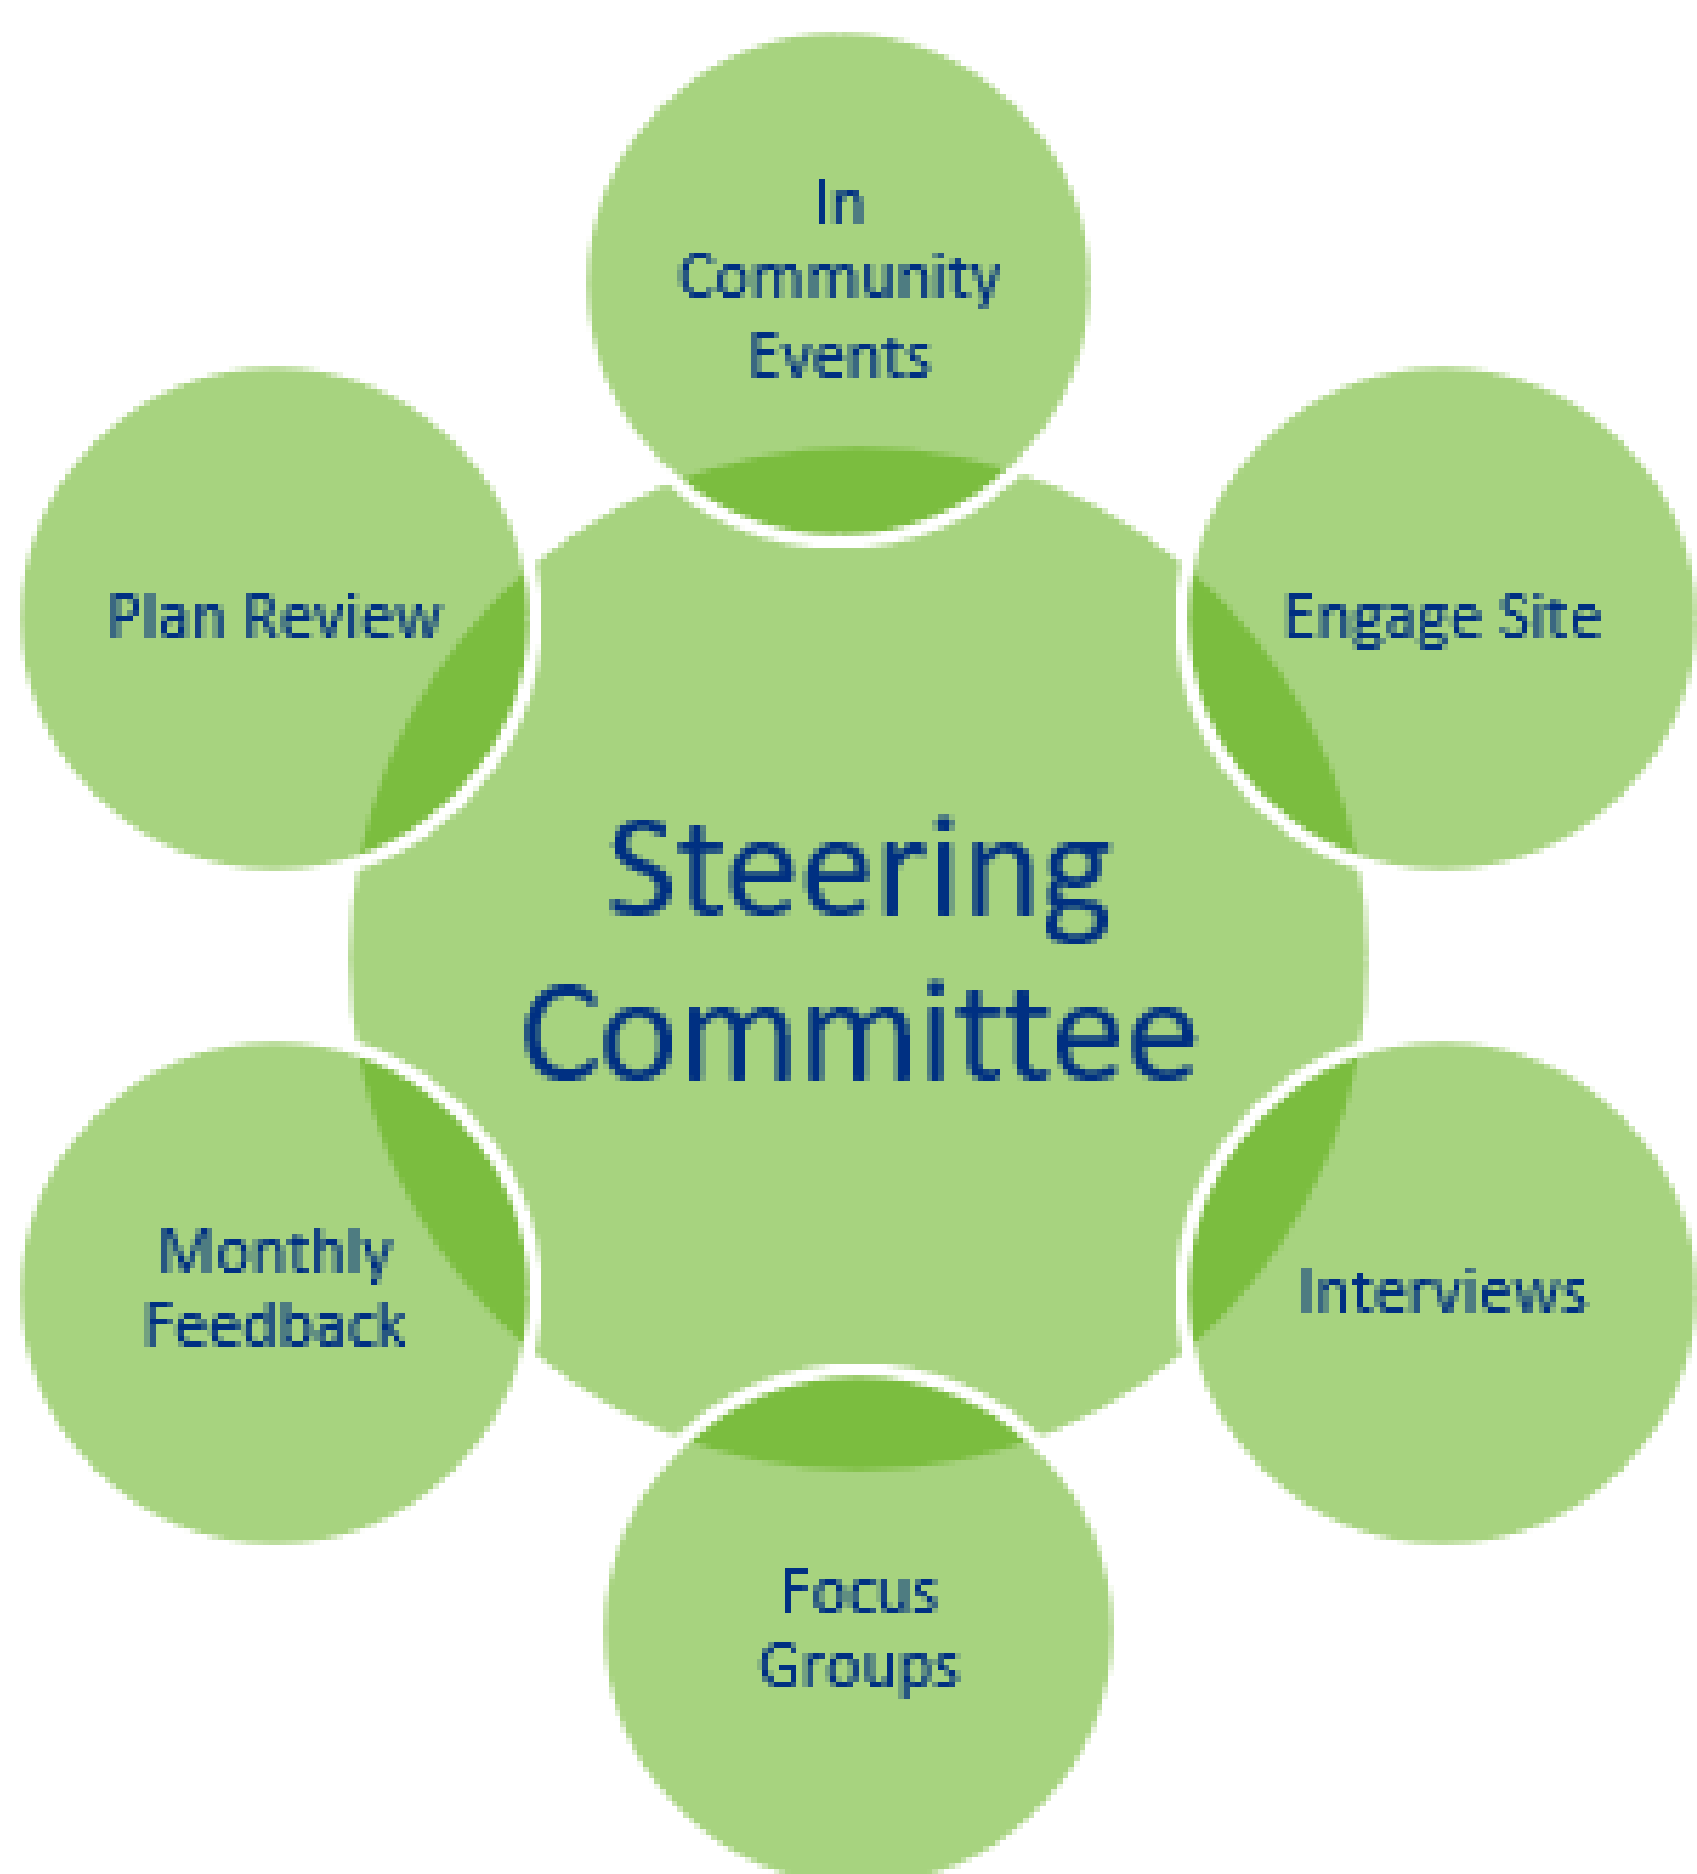 In
Community
Events
Plan Review
Engage Site
Steering
Committee
Monthly
Feedback
Interviews
Focus
Groups